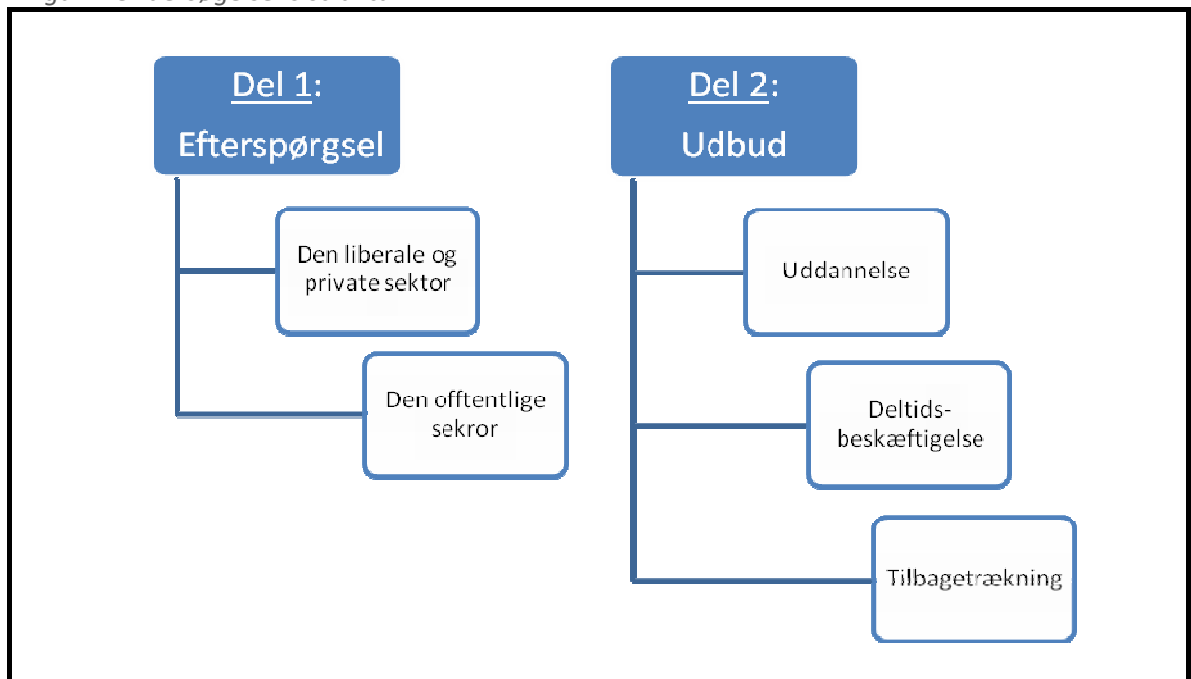 Del 1:
Efterspørgsel
Den liberale og
private sektor
Den offtentlige
sekror
Del 2:
Udbud
Uddannelse
Deltids-
beskæftigelse
Tilbagetrækning